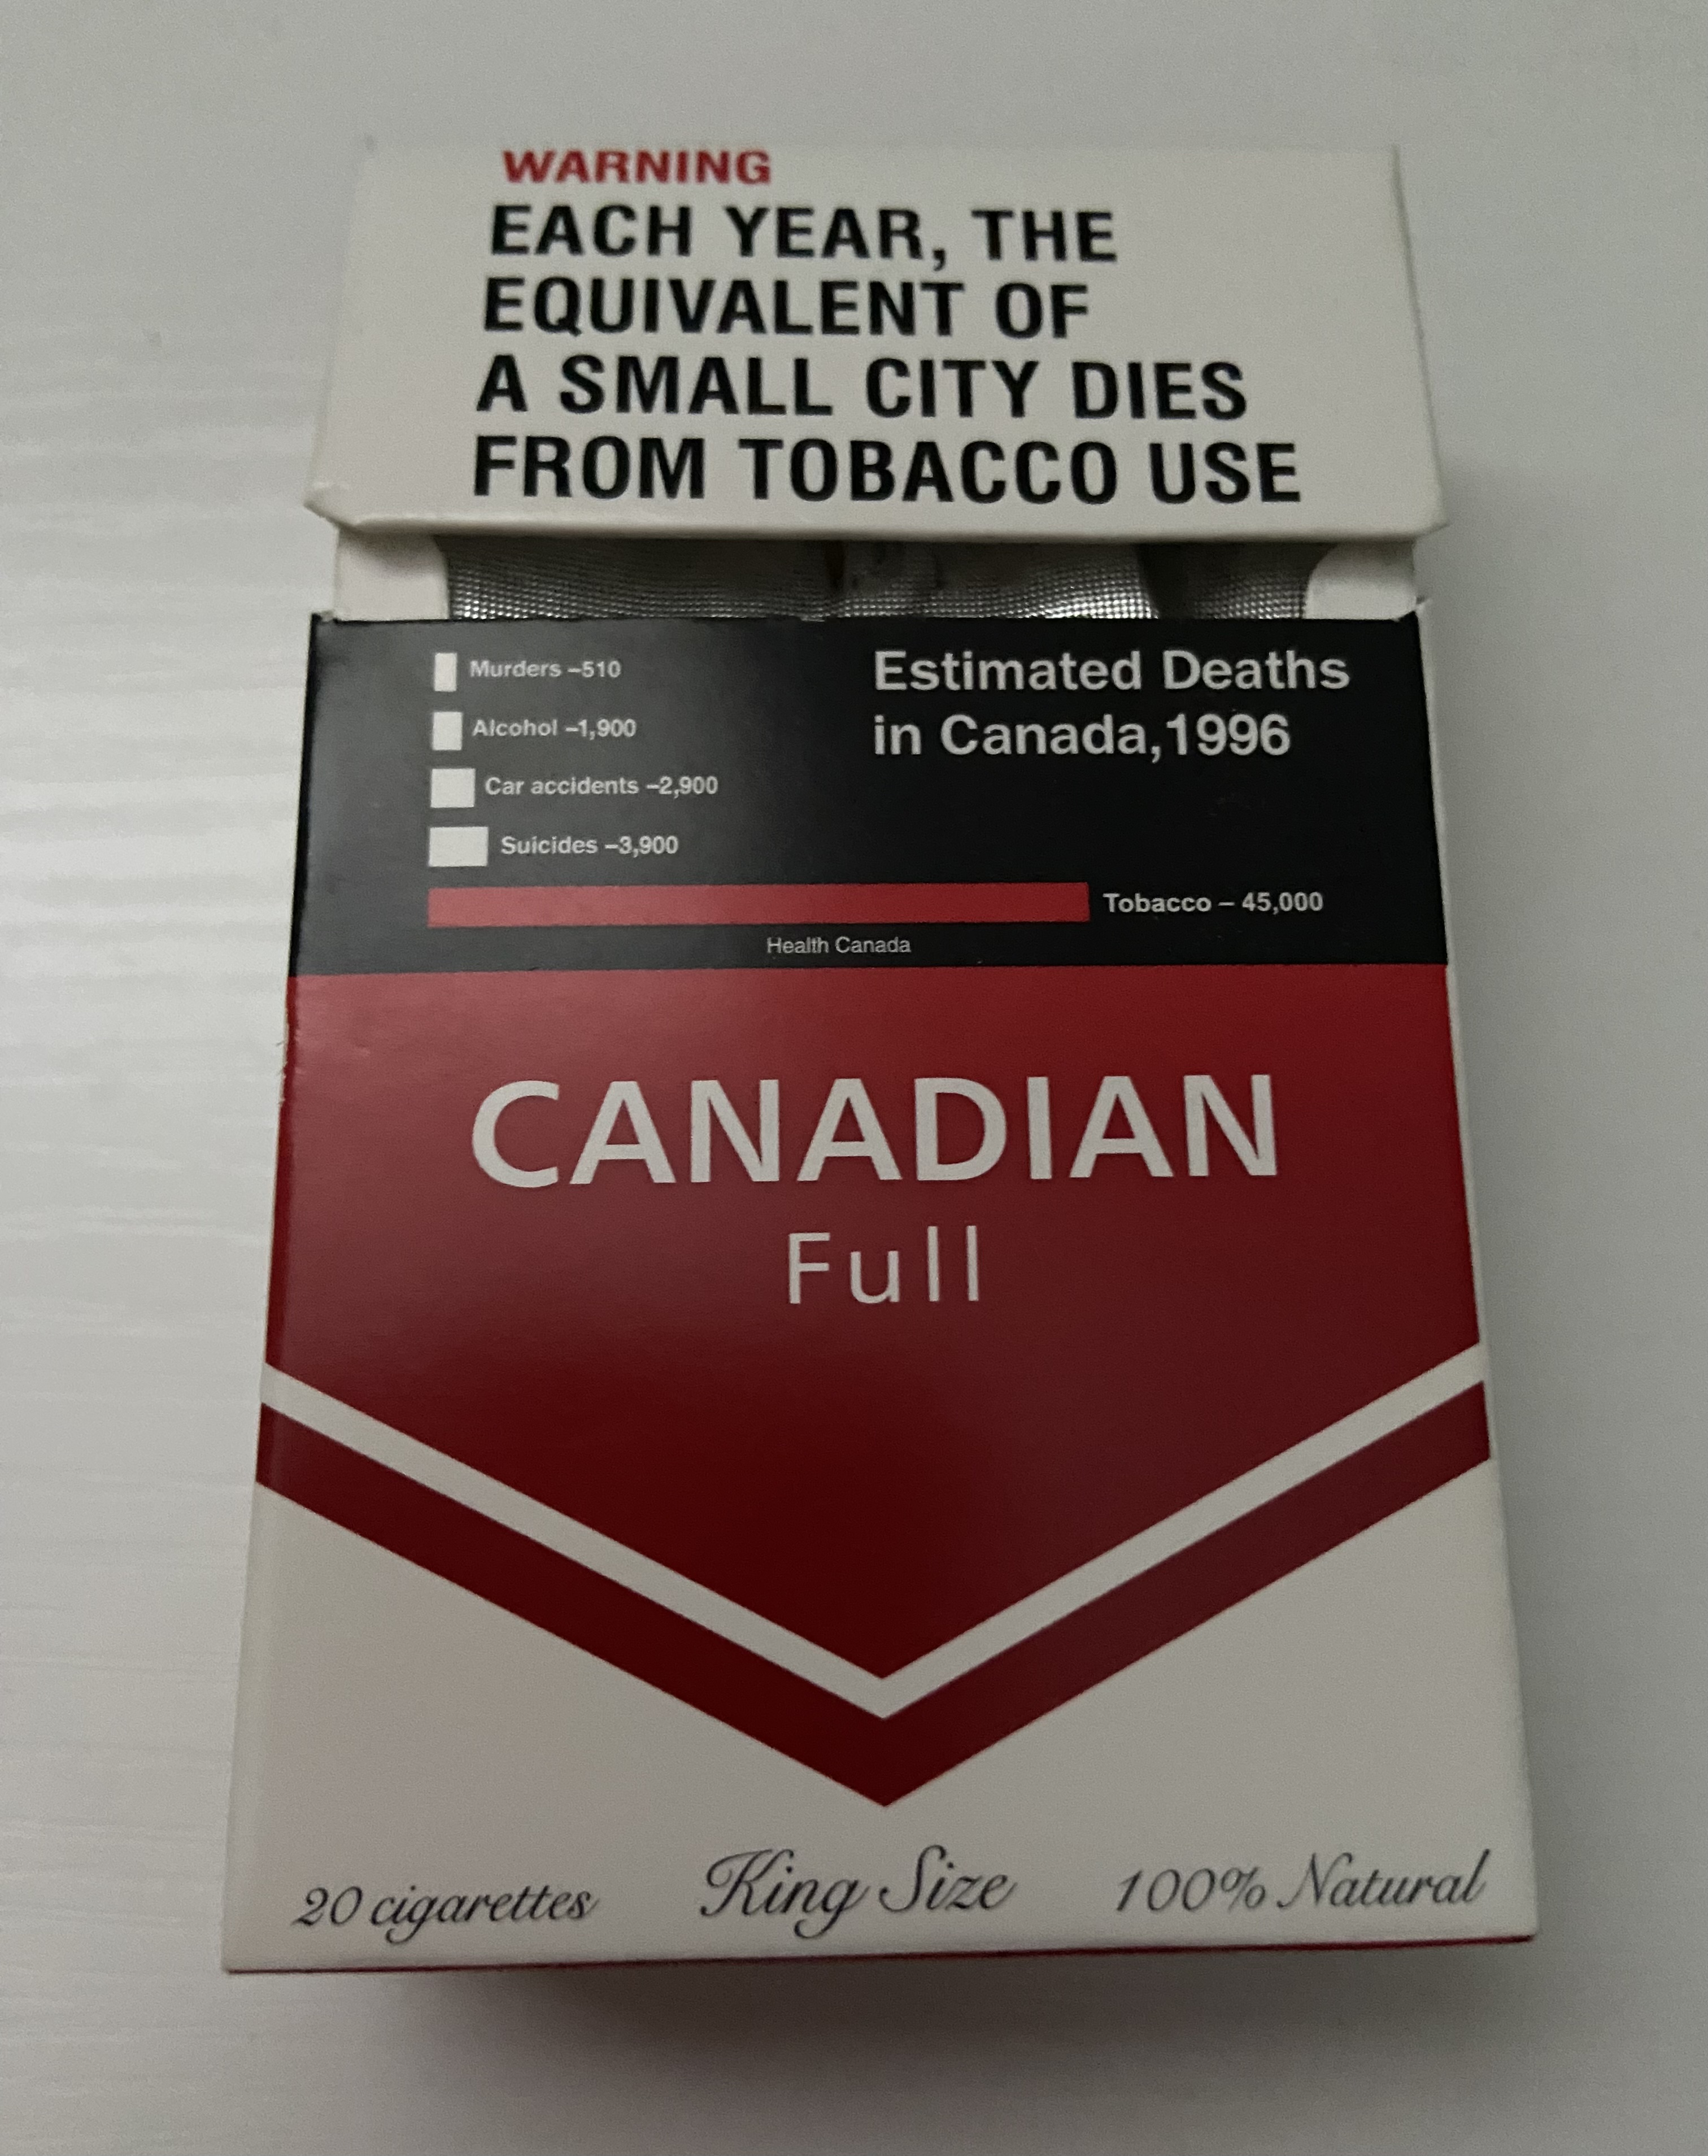 WARNING
EACH YEAR, THE
EQUIVALENT OF
A SMALL CITY DIES
FROM TOBACCO USE
Estimated Deaths
in Canada,1996
Murders –510
Alcohol –1,900
Car accidents –2,900
Suicides –3,900
Tobacco – 45,000
Health Canada
CANADIAN
Full
20 cigarettes King Size 100% Natural